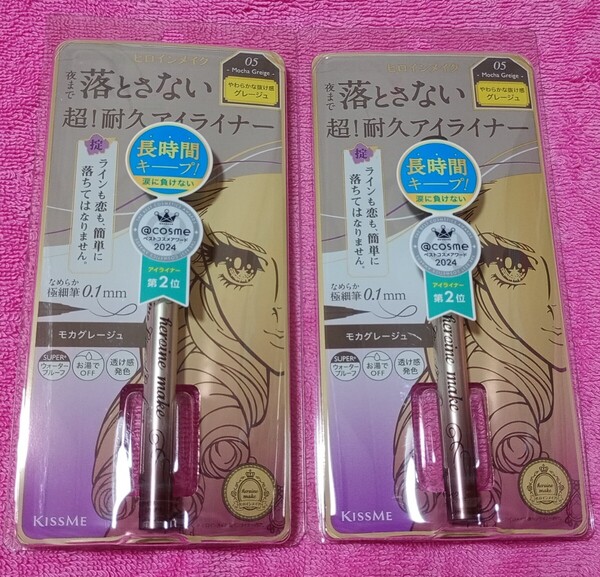 ヒロインメイク
05
Mocha Greige
やわらかな抜け感
グレージュ
夜まで落とさない
超!耐久アイライナー
掟
ラインも恋も、簡単に
落ちてはなりません。
長時間
キープ!
涙に負けない
@cosme
ベストコスメアワード
2024
アイライナー
第2位
なめらか
極細筆0.1mm
モカグレージュ
SUPER
ウォーター
プルーフ
お湯で
OFF
透け感
発色
heroine make
heroine
make
KISSME
ヒロインメイク
05
Mocha Greige
やわらかな抜け感
グレージュ
夜まで落とさない
超!耐久アイライナー
掟
ラインも恋も、簡単に
落ちてはなりません。
長時間
キープ!
涙に負けない
@cosme
ベストコスメアワード
2024
アイライナー
第2位
なめらか
極細筆0.1mm
モカグレージュ
SUPER
ウォーター
プルーフ
お湯で
OFF
透け感
発色
heroine make
heroine
make
KISSME